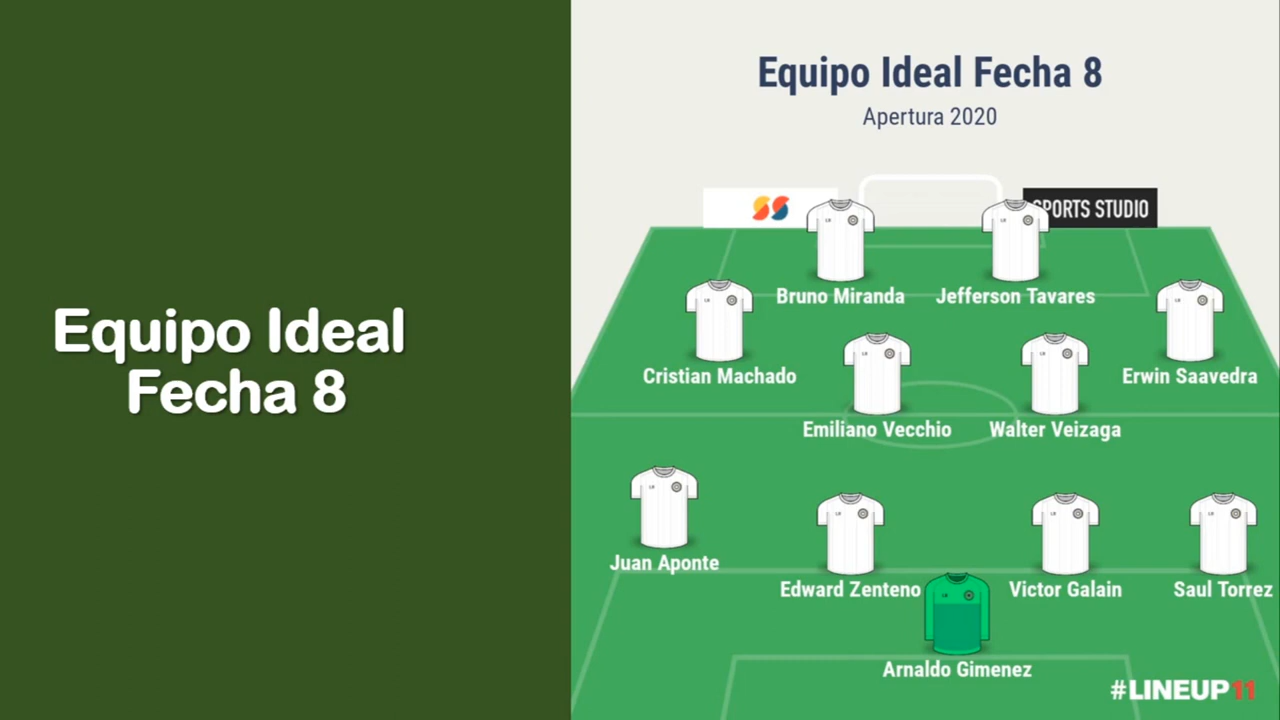 Equipo Ideal
Fecha 8
Equipo Ideal Fecha 8
Apertura 2020
SPORTS STUDIO
Bruno Miranda
Jefferson Tavares
Cristian Machado
Erwin Saavedra
Emiliano Vecchio
Walter Veizaga
Juan Aponte
Edward Zenteno
Victor Galain
Saul Torrez
Arnaldo Gimenez
#LINEUP11